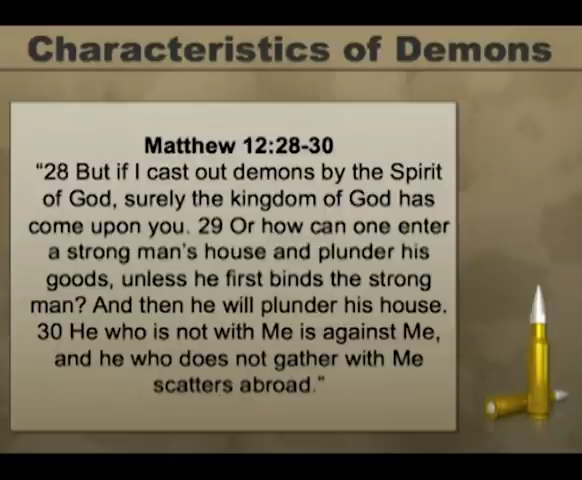 Characteristics of Demons
Matthew 12:28-30
“28 But if I cast out demons by the Spirit
of God, surely the kingdom of God has
come upon you. 29 Or how can one enter
a strong man's house and plunder his
goods, unless he first binds the strong
man? And then he will plunder his house.
30 He who is not with Me is against Me,
and he who does not gather with Me
scatters abroad.”